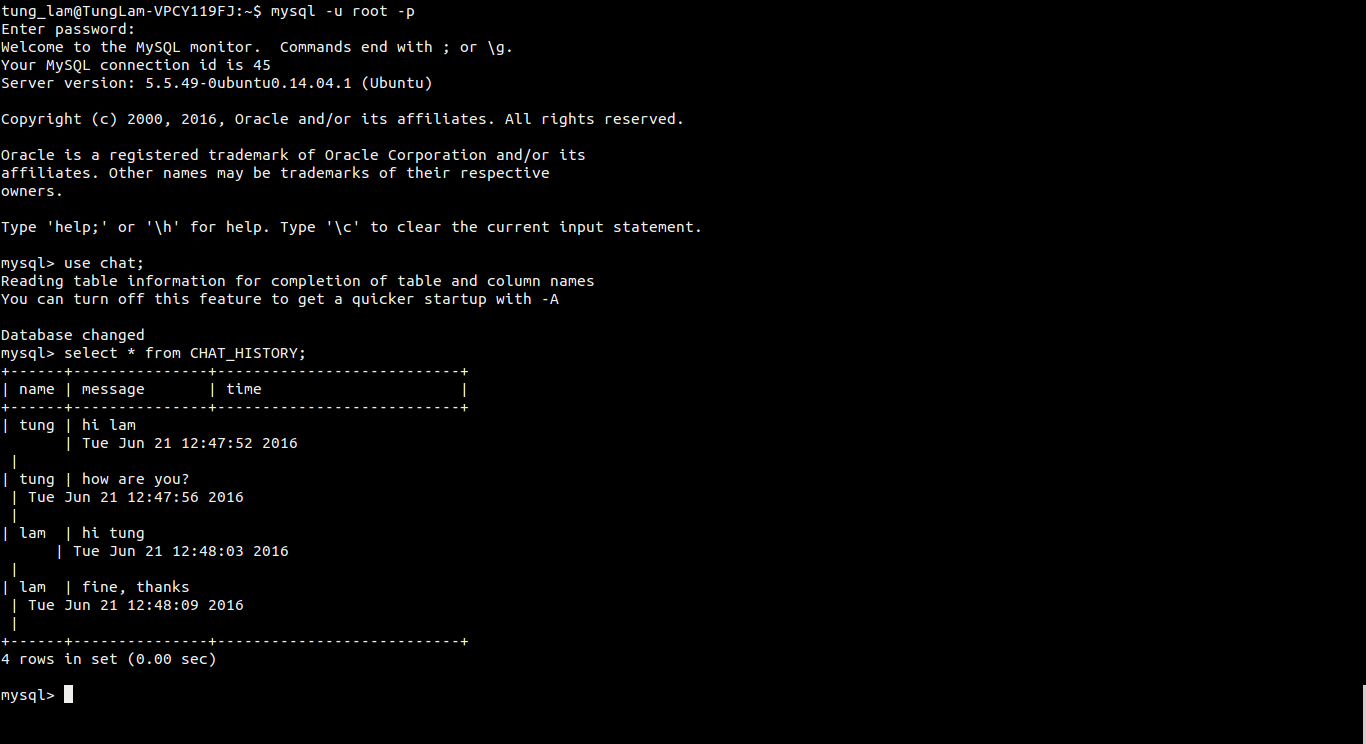 tung_lam@TungLam-VPCY119FJ:~$ mysql -u root -p
Enter password:
Welcome to the MySQL monitor.  Commands end with ; or \g.
Your MySQL connection id is 45
Server version: 5.5.49-0ubuntu0.14.04.1 (Ubuntu)

Copyright (c) 2000, 2016, Oracle and/or its affiliates. All rights reserved.

Oracle is a registered trademark of Oracle Corporation and/or its
affiliates. Other names may be trademarks of their respective
owners.

Type 'help;' or '\h' for help. Type '\c' to clear the current input statement.

mysql> use chat;
Reading table information for completion of table and column names
You can turn off this feature to get a quicker startup with -A

Database changed
mysql> select * from CHAT_HISTORY;
+------+---------------+---------------------------+
| name | message       | time                      |
+------+---------------+---------------------------+
| tung | hi lam
       | Tue Jun 21 12:47:52 2016
 |
| tung | how are you?
 | Tue Jun 21 12:47:56 2016
 |
| lam  | hi tung
      | Tue Jun 21 12:48:03 2016
 |
| lam  | fine, thanks
 | Tue Jun 21 12:48:09 2016
 |
+------+---------------+---------------------------+
4 rows in set (0.00 sec)

mysql>